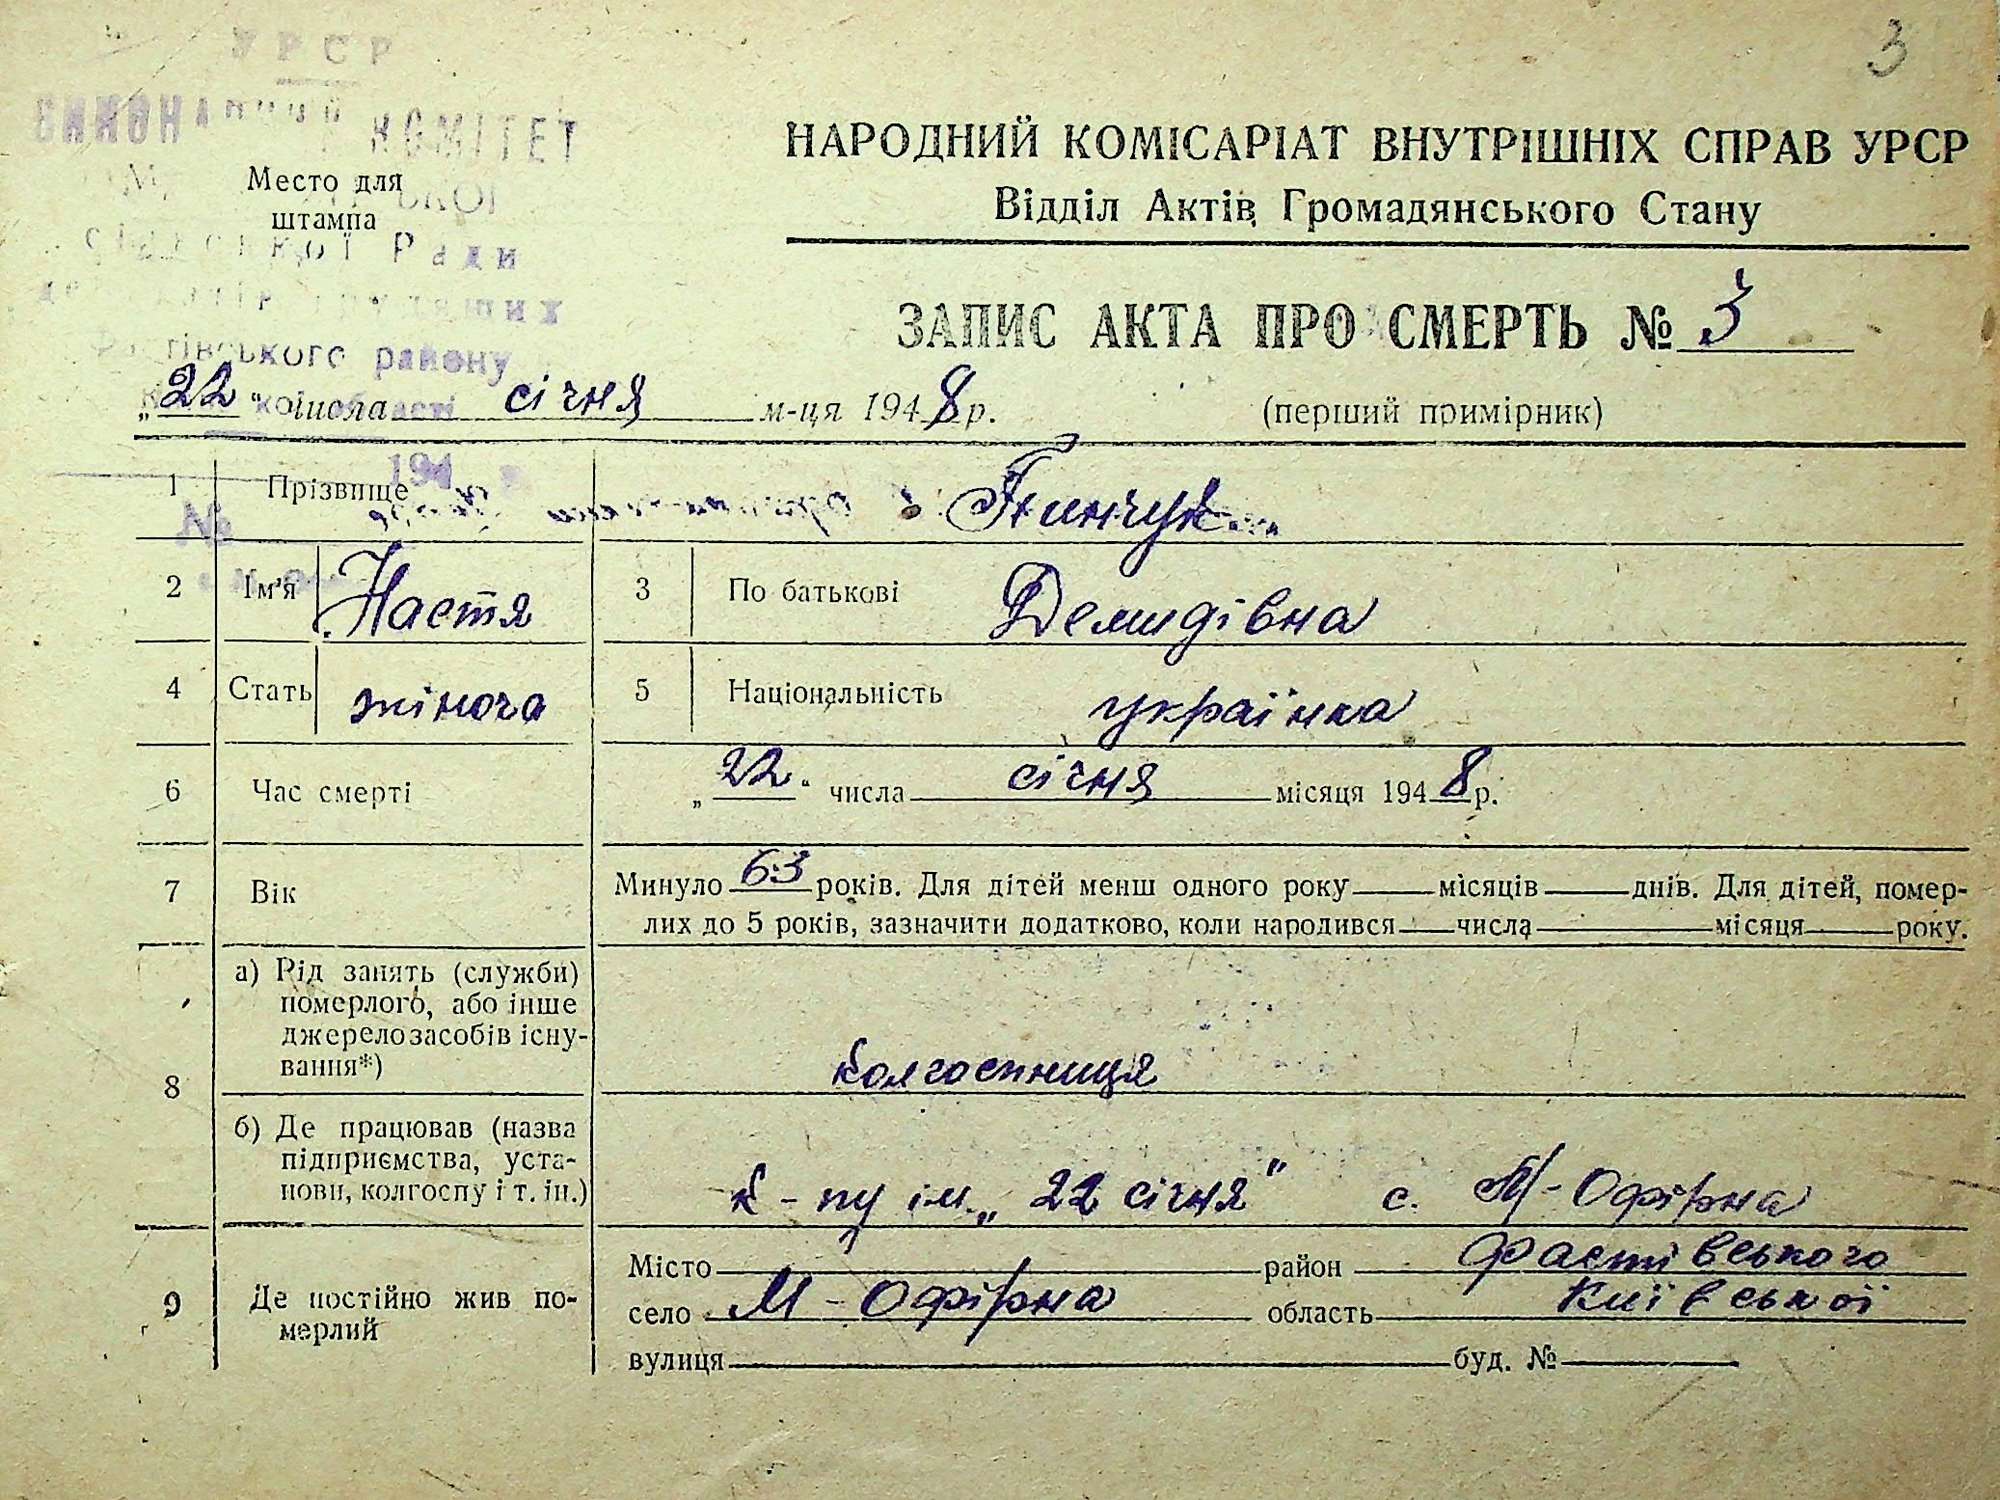 3
УРСР
ВИКОНАВЧИЙ КОМІТЕТ
Место для
штампа
сільської Ради
депутатів трудящих
Фастівського району
Київської області
194
№
НАРОДНИЙ КОМІСАРІАТ ВНУТРІШНІХ СПРАВ УРСР
Відділ Актів Громадянського Стану
ЗАПИС АКТА ПРО СМЕРТЬ № 3
„22“ числа січня м-ця 1948 р.
(перший примірник)
1 Прізвище
2 Ім'я Настя 3 По батькові Демидівна
4 Стать жіноча 5 Національність українка
6 Час смерті „22“ числа січня місяця 1948 р.
7 Вік Минуло 63 років. Для дітей менш одного року місяців днів. Для дітей, помер-
лих до 5 років, зазначити додатково, коли народився числа місяця року.
8 а) Рід занять (служби)
померлого, або інше
джерело засобів існу-
вання*)
колгоспниця
б) Де працював (назва
підприємства, уста-
нови, колгоспу і т. ін.)
к-пу ім. „22 січня" с. М-Офірна
9 Де постійно жив по-
мерлий
Місто район Фастівського
село М-Офірна область Київської
вулиця буд. №